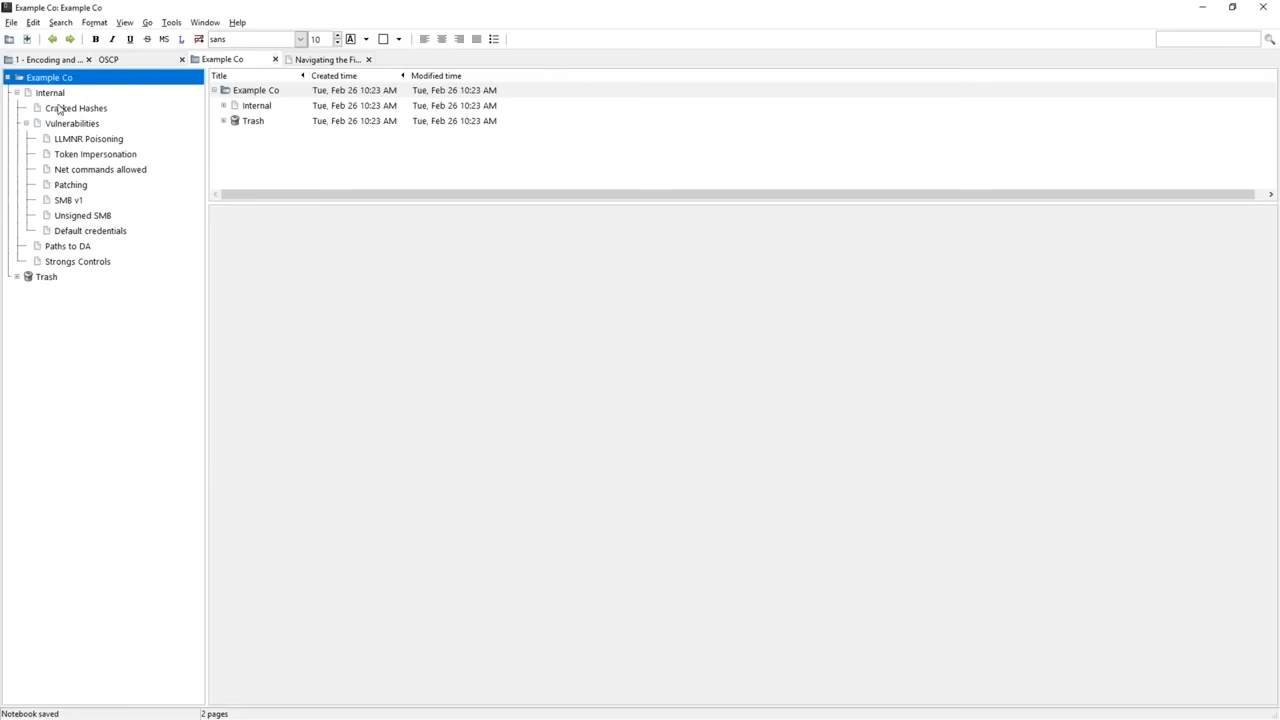 Example Co: Example Co
File Edit Search Format View Go Tools Window Help
B I U S MS L sans 10 A
1 - Encoding and ... OSCP Example Co Navigating the Fi...
Example Co
Internal
Cracked Hashes
Vulnerabilities
LLMNR Poisoning
Token Impersonation
Net commands allowed
Patching
SMB v1
Unsigned SMB
Default credentials
Paths to DA
Strongs Controls
Trash
Title Created time Modified time
Example Co Tue, Feb 26 10:23 AM Tue, Feb 26 10:23 AM
Internal Tue, Feb 26 10:23 AM Tue, Feb 26 10:23 AM
Trash Tue, Feb 26 10:23 AM Tue, Feb 26 10:23 AM
Notebook saved 2 pages